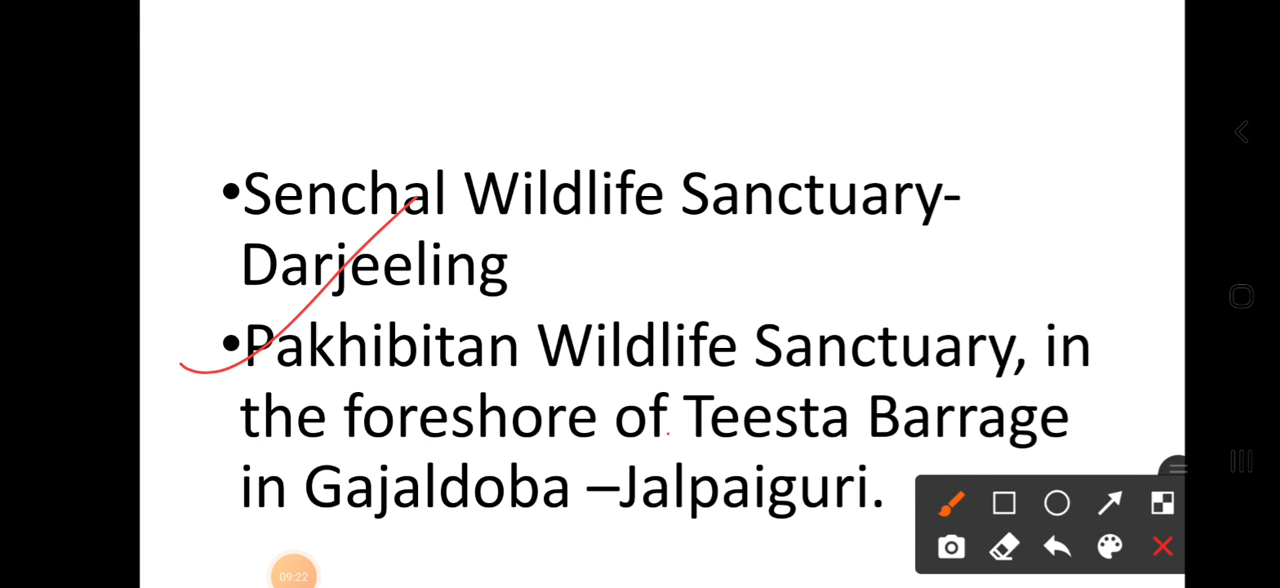 •Senchal Wildlife Sanctuary-
Darjeeling
•Pakhibitan Wildlife Sanctuary, in
the foreshore of Teesta Barrage
in Gajaldoba –Jalpaiguri.
09:22